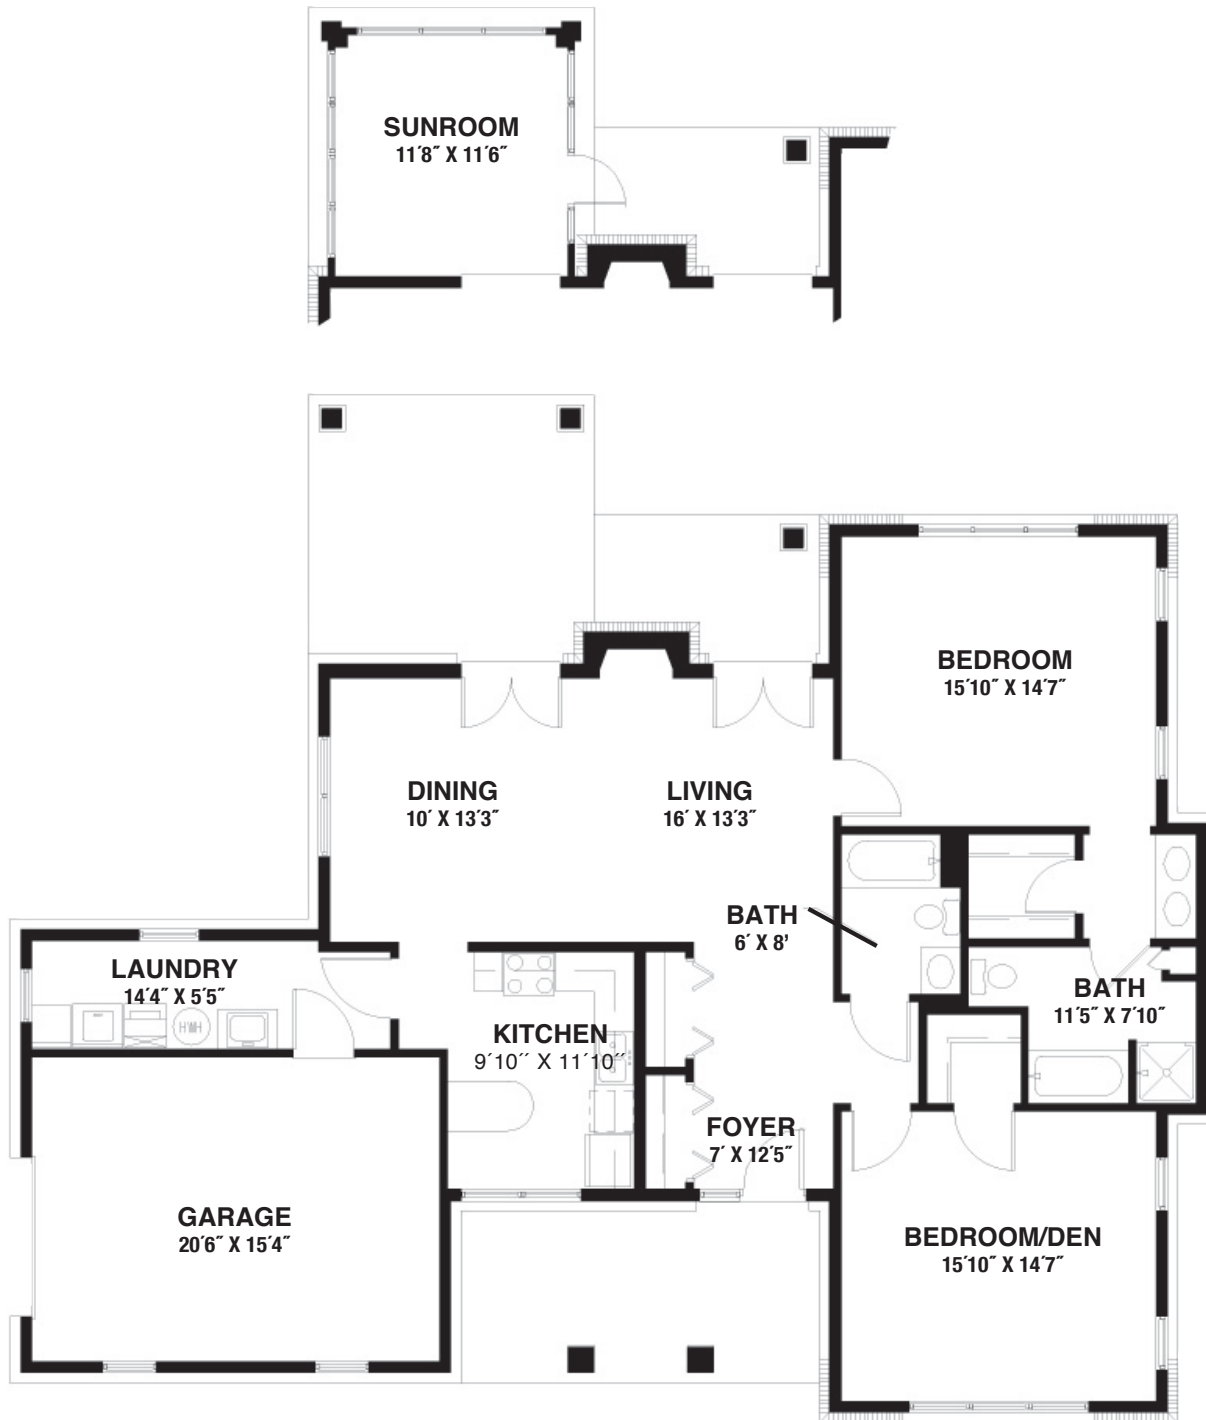 SUNROOM
11′8″ X 11′6″
BEDROOM
15′10″ X 14′7″
DINING
10′ X 13′3″
LIVING
16′ X 13′3″
BATH
6′ X 8'
LAUNDRY
14′4″ X 5′5″
HWH
BATH
11′5″ X 7′10″
KITCHEN
9′10′′ X 11′10′′
FOYER
7′ X 12′5″
GARAGE
20′6″ X 15′4″
BEDROOM/DEN
15′10″ X 14′7″